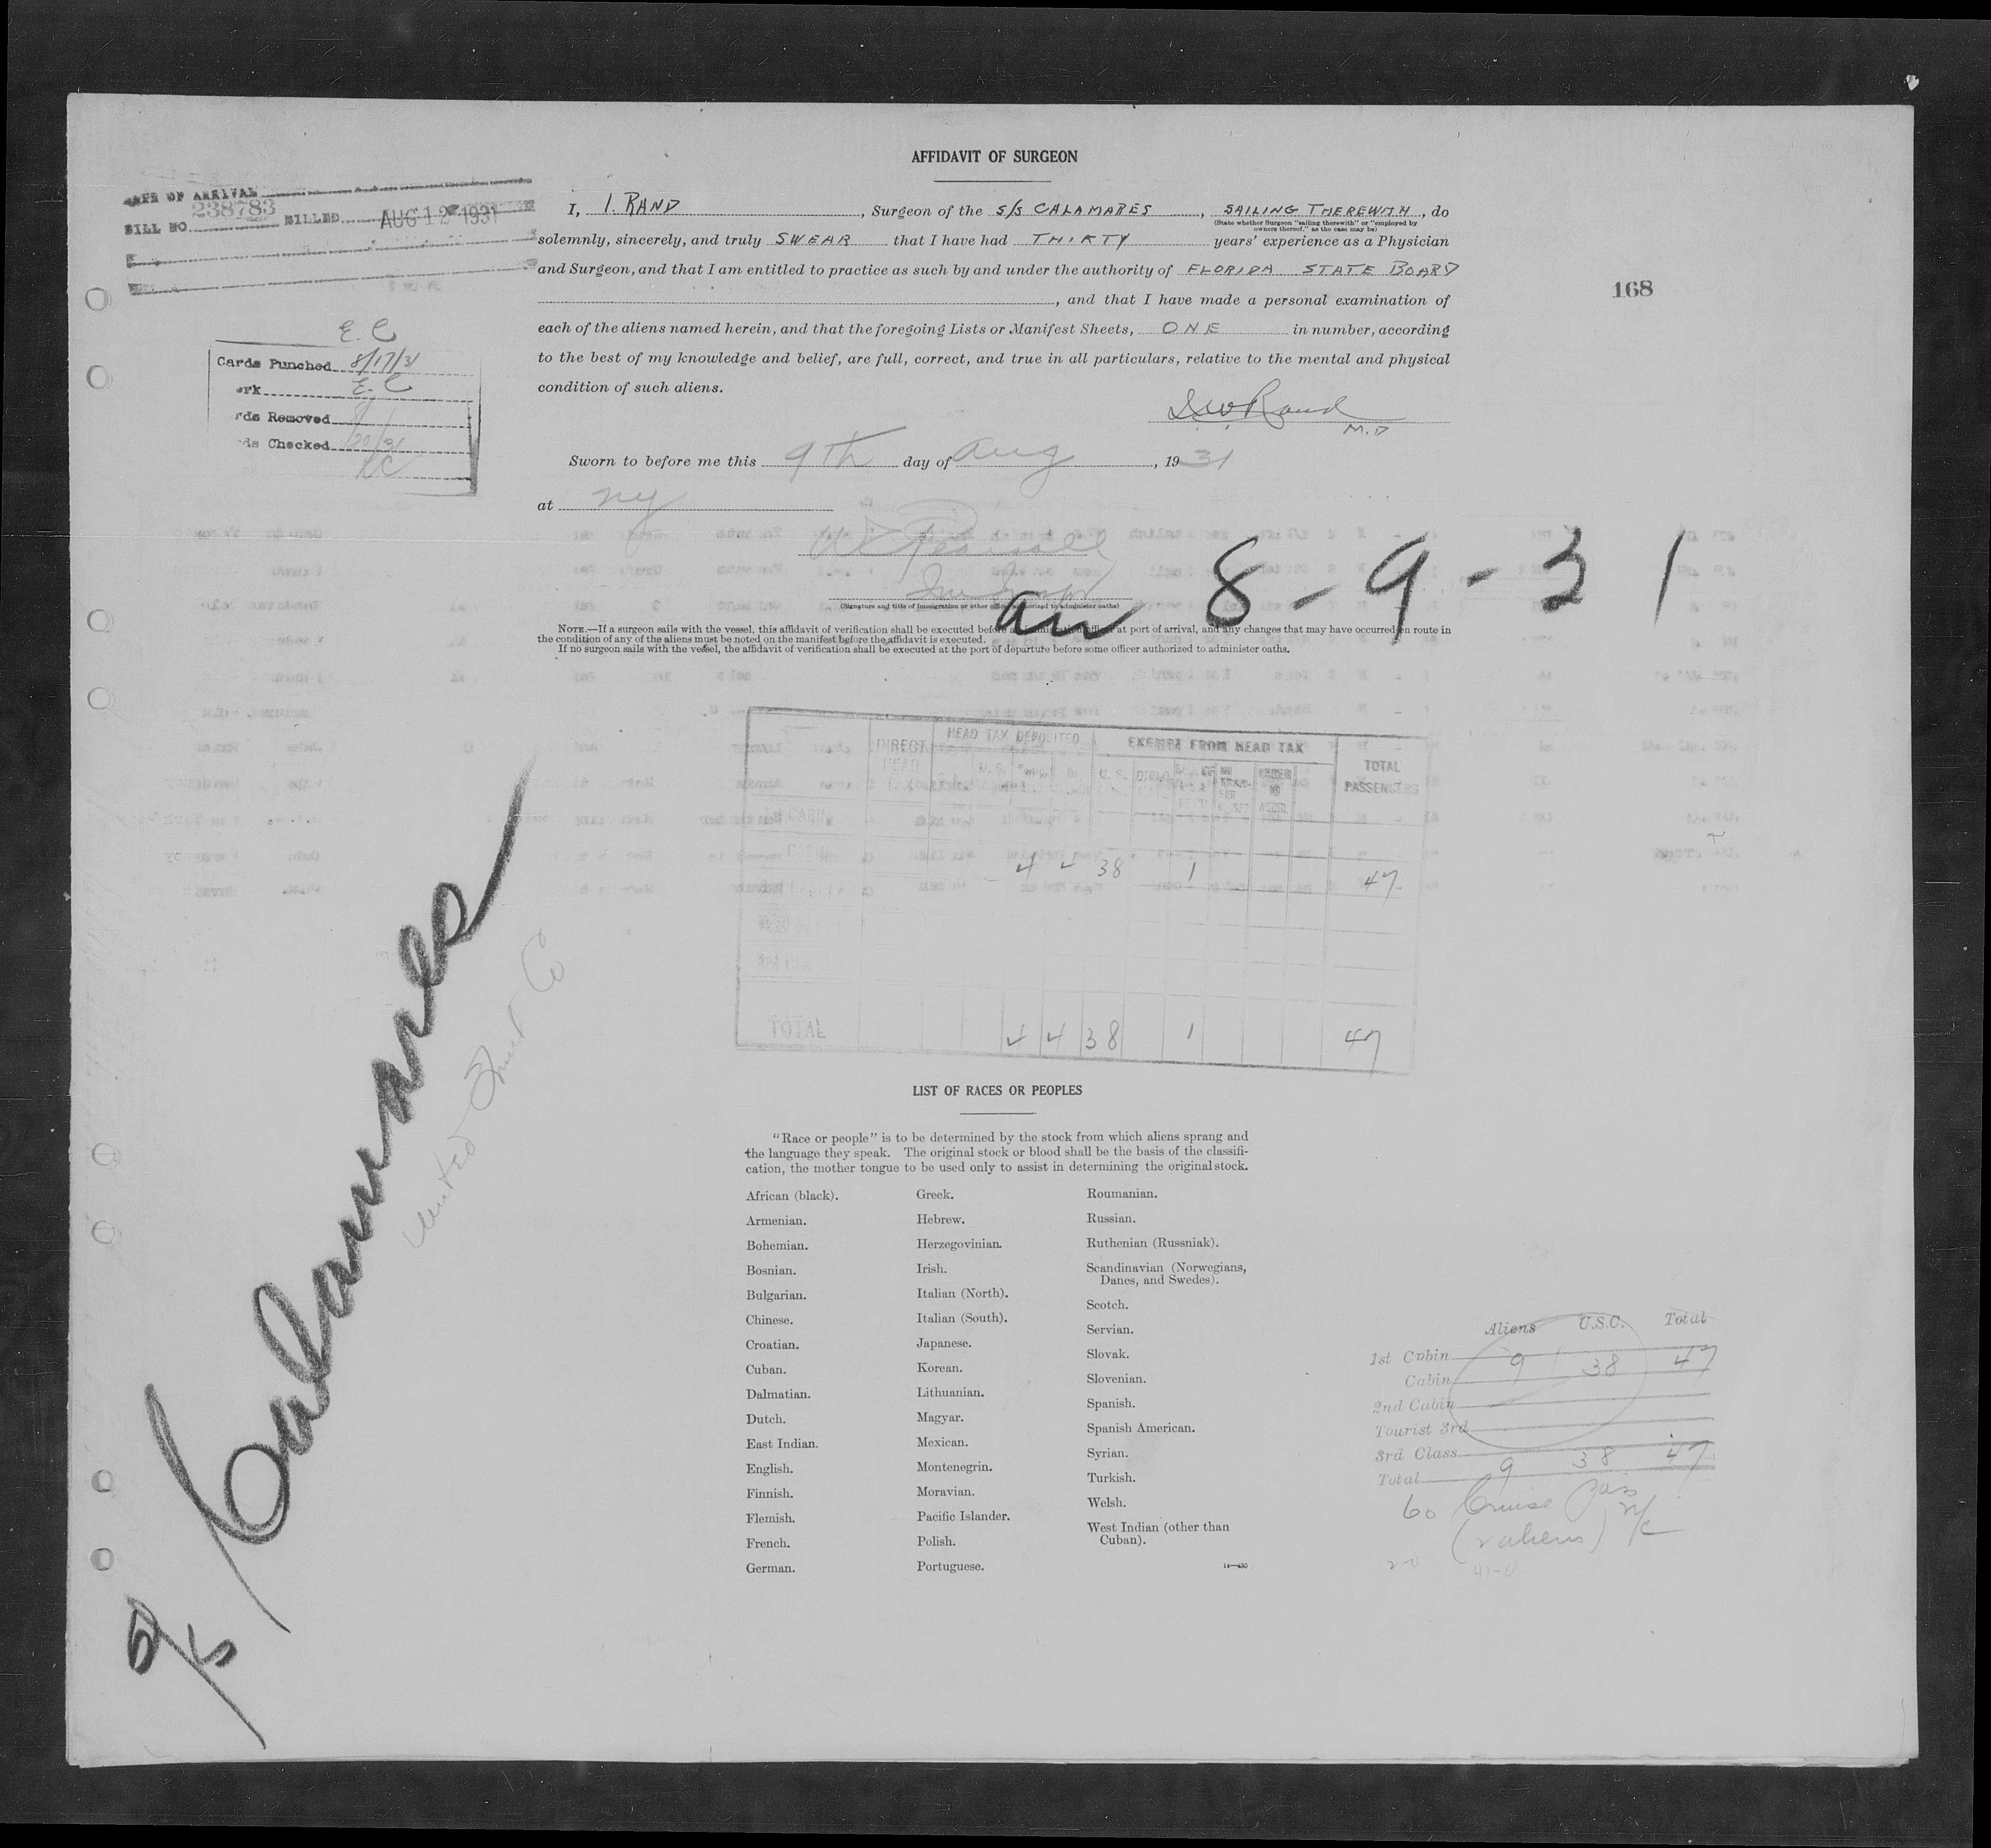 AFFIDAVIT OF SURGEON
DATE OF ARRIVAL
BILL NO. 238783 BILLED AUG 12 1931
I, I. RAND, Surgeon of the S/S CALAMARES, SAILING THEREWITH, do
(State whether Surgeon "sailing therewith" or "employed by
owners thereof," as the case may be)
solemnly, sincerely, and truly SWEAR that I have had THIRTY years' experience as a Physician
and Surgeon, and that I am entitled to practice as such by and under the authority of FLORIDA STATE BOARD
, and that I have made a personal examination of
each of the aliens named herein, and that the foregoing Lists or Manifest Sheets, ONE in number, according
to the best of my knowledge and belief, are full, correct, and true in all particulars, relative to the mental and physical
condition of such aliens.
168
E. C
Cards Punched 8/17/31
erk E. C
rds Removed
ds Checked
Rand
M.D
Sworn to before me this 9th day of Aug, 1931
at NY
(Signature and title of Immigration or other officer authorized to administer oaths)
8-9-31
NOTE.—If a surgeon sails with the vessel, this affidavit of verification shall be executed before an immigration officer at port of arrival, and any changes that may have occurred en route in
the condition of any of the aliens must be noted on the manifest before the affidavit is executed.
If no surgeon sails with the vessel, the affidavit of verification shall be executed at the port of departure before some officer authorized to administer oaths.
DIRECT HEAD HEAD TAX DEPOSITED EXEMPT FROM HEAD TAX TOTAL PASSENGERS
4 4 38 1 47
TOTAL 4 4 38 1 47
S/S Calamares
United Fruit Co
LIST OF RACES OR PEOPLES
"Race or people" is to be determined by the stock from which aliens sprang and
the language they speak. The original stock or blood shall be the basis of the classifi-
cation, the mother tongue to be used only to assist in determining the original stock.
African (black).
Armenian.
Bohemian.
Bosnian.
Bulgarian.
Chinese.
Croatian.
Cuban.
Dalmatian.
Dutch.
East Indian.
English.
Finnish.
Flemish.
French.
German.
Greek.
Hebrew.
Herzegovinian.
Irish.
Italian (North).
Italian (South).
Japanese.
Korean.
Lithuanian.
Magyar.
Mexican.
Montenegrin.
Moravian.
Pacific Islander.
Polish.
Portuguese.
Roumanian.
Russian.
Ruthenian (Russniak).
Scandinavian (Norwegians,
Danes, and Swedes).
Scotch.
Servian.
Slovak.
Slovenian.
Spanish.
Spanish American.
Syrian.
Turkish.
Welsh.
West Indian (other than
Cuban).
14—430
Aliens U.S.C. Total
1st Cabin 9 38 47
Cabin
2nd Cabin
Tourist 3rd
3rd Class
Total 9 38 47
60 Cruise pas
(2 aliens)